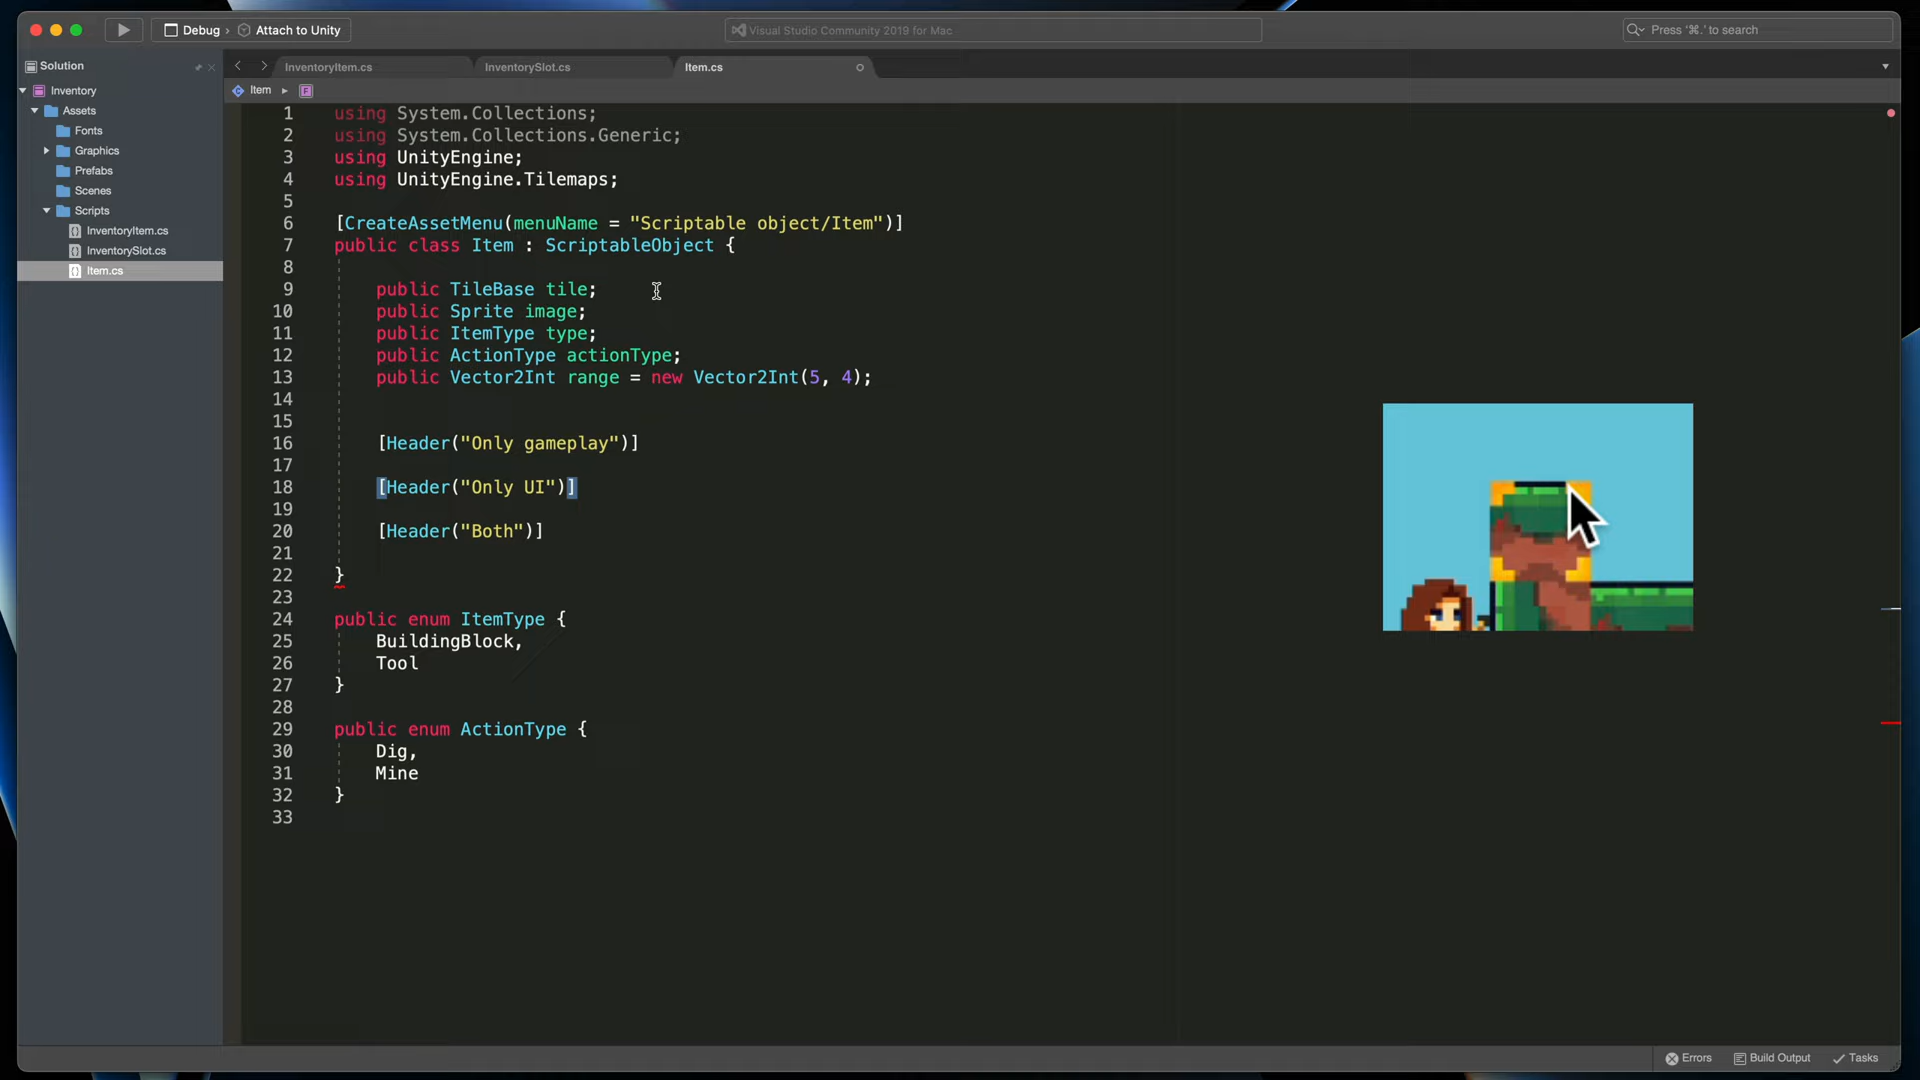 Debug › Attach to Unity
Visual Studio Community 2019 for Mac
Press '⌘.' to search
Solution
InventoryItem.cs
InventorySlot.cs
Item.cs
Inventory
Item
Assets
Fonts
Graphics
Prefabs
Scenes
Scripts
InventoryItem.cs
InventorySlot.cs
Item.cs
1 using System.Collections;
2 using System.Collections.Generic;
3 using UnityEngine;
4 using UnityEngine.Tilemaps;
5
6 [CreateAssetMenu(menuName = "Scriptable object/Item")]
7 public class Item : ScriptableObject {
8
9 public TileBase tile;
10 public Sprite image;
11 public ItemType type;
12 public ActionType actionType;
13 public Vector2Int range = new Vector2Int(5, 4);
14
15
16 [Header("Only gameplay")]
17
18 [Header("Only UI")]
19
20 [Header("Both")]
21
22 }
23
24 public enum ItemType {
25 BuildingBlock,
26 Tool
27 }
28
29 public enum ActionType {
30 Dig,
31 Mine
32 }
33
Errors
Build Output
Tasks